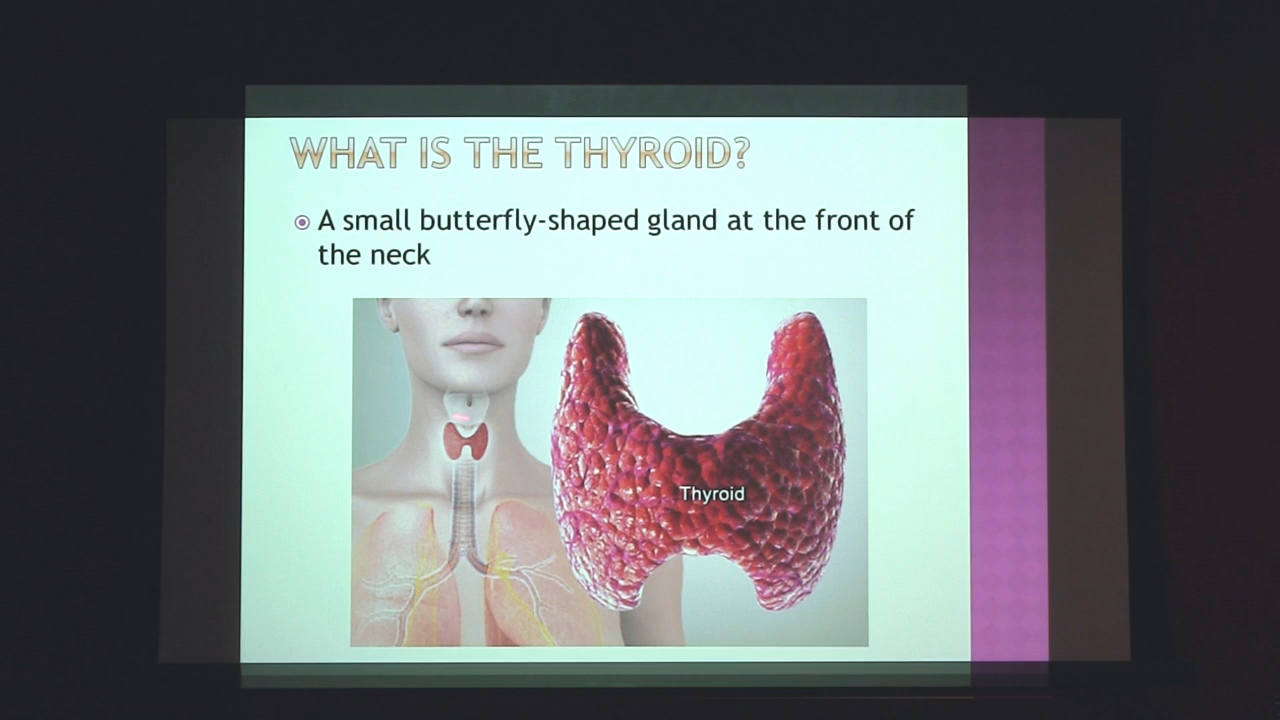 WHAT IS THE THYROID?
A small butterfly-shaped gland at the front of
the neck
Thyroid